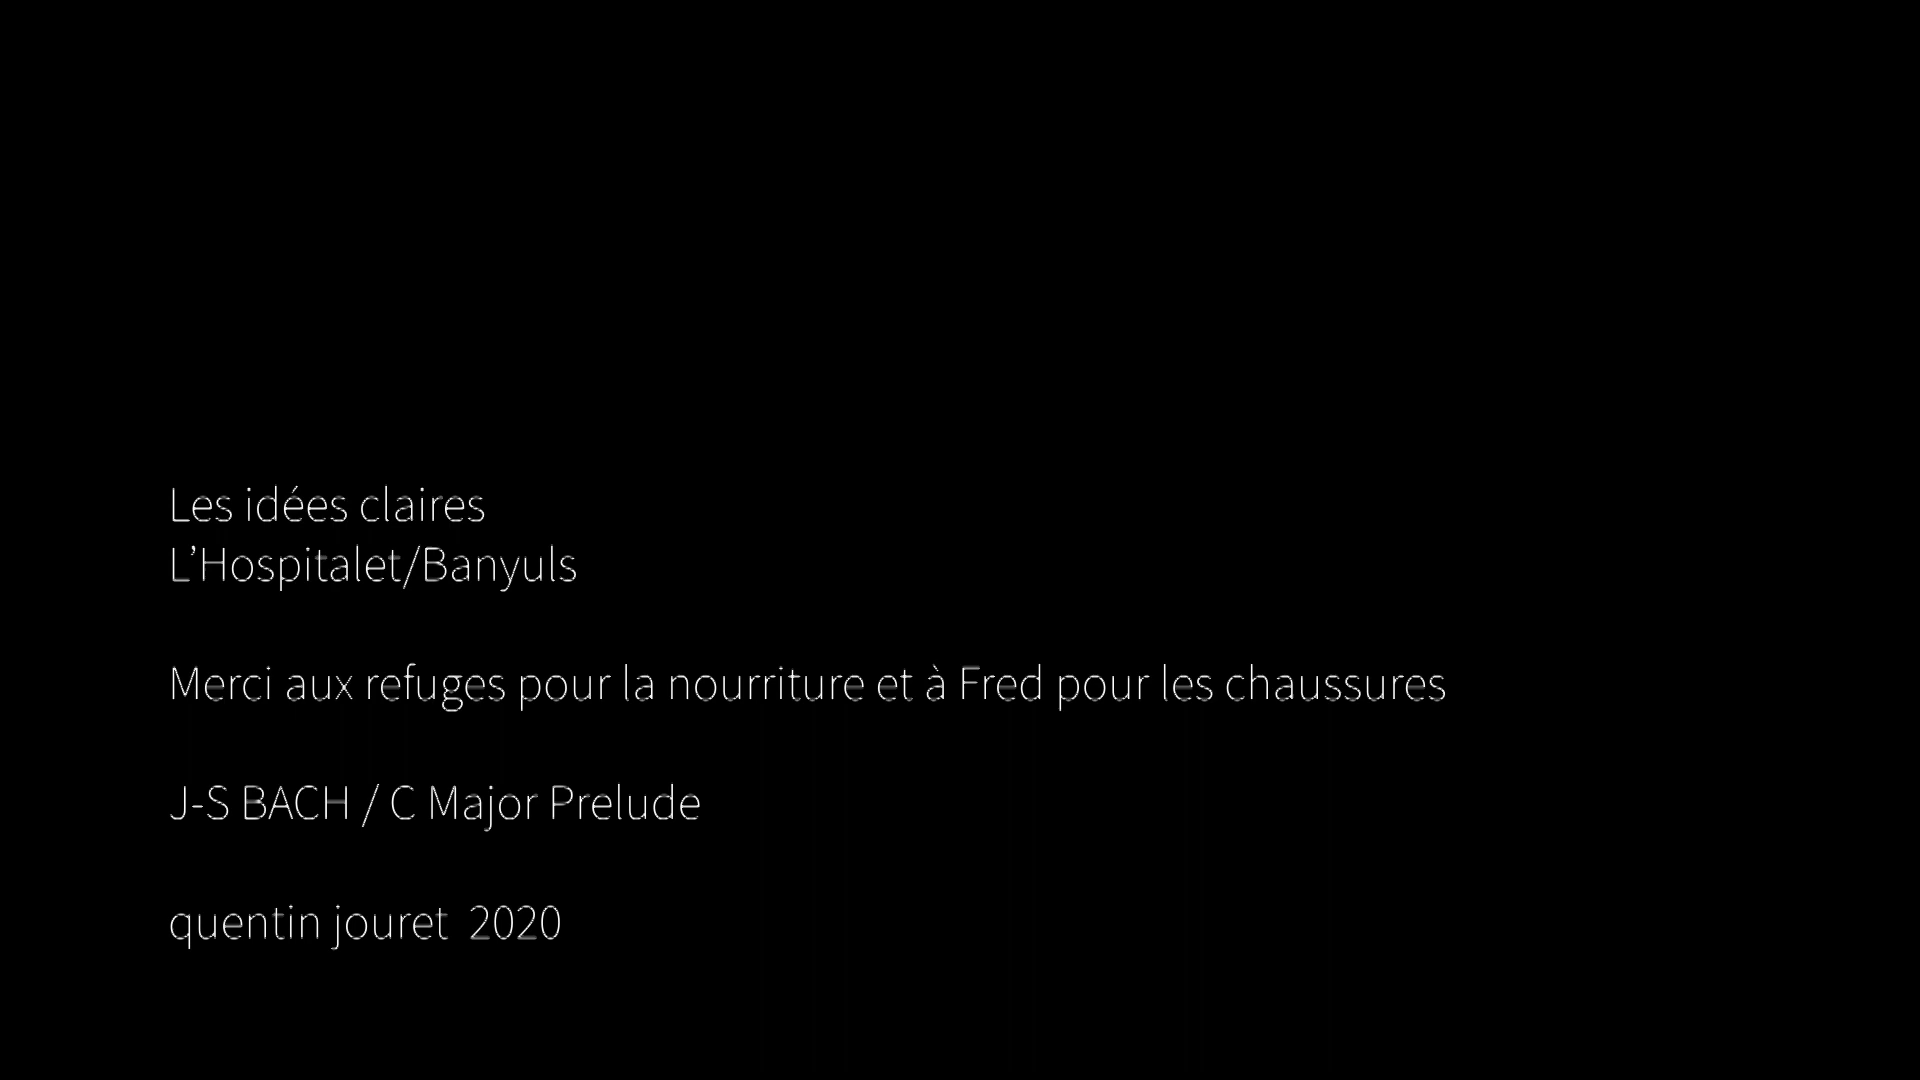 Les idées claires
L’Hospitalet/Banyuls
Merci aux refuges pour la nourriture et à Fred pour les chaussures
J-S BACH / C Major Prelude
quentin jouret  2020